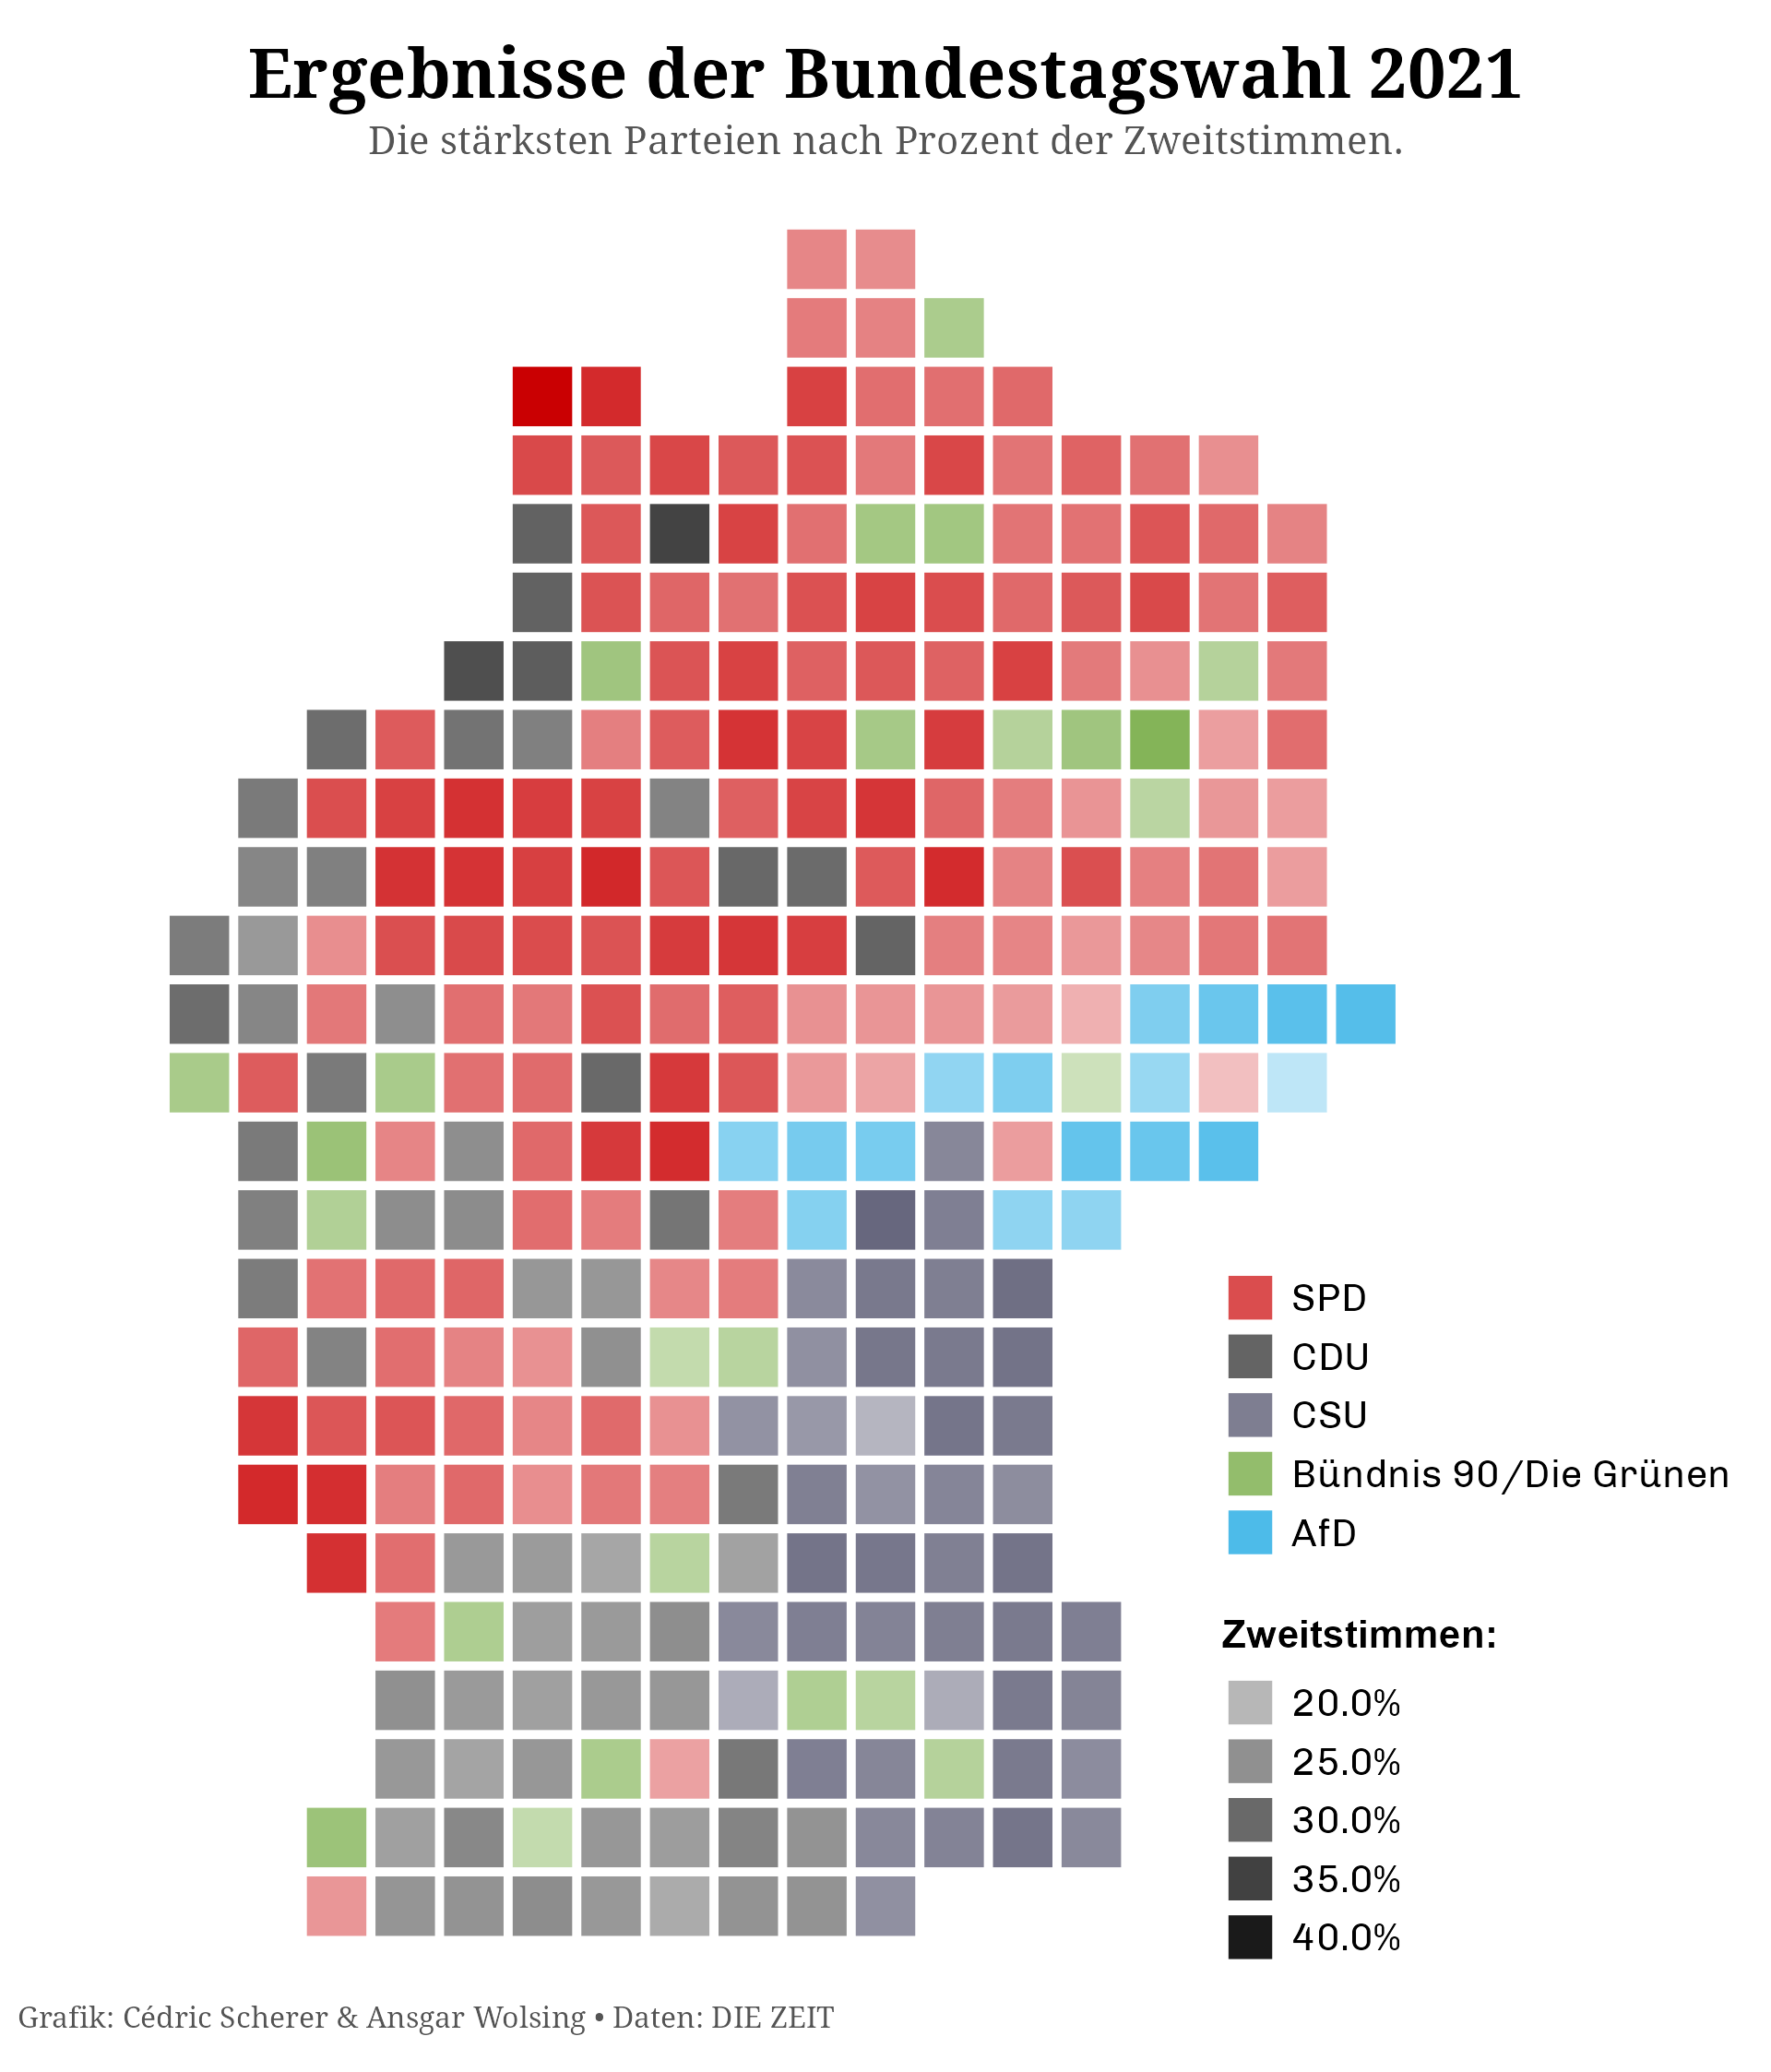 Ergebnisse der Bundestagswahl 2021
Die stärksten Parteien nach Prozent der Zweitstimmen.
SPD
CDU
CSU
Bündnis 90/Die Grünen
AfD
Zweitstimmen:
20.0%
25.0%
30.0%
35.0%
40.0%
Grafik: Cédric Scherer & Ansgar Wolsing • Daten: DIE ZEIT